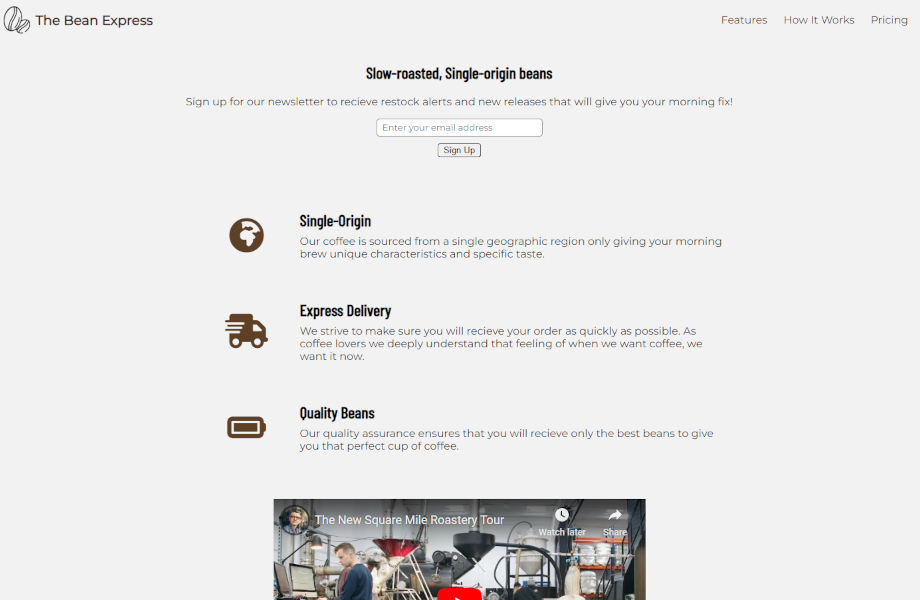 The Bean Express
Features How It Works Pricing
Slow-roasted, Single-origin beans
Sign up for our newsletter to recieve restock alerts and new releases that will give you your morning fix!
Enter your email address
Sign Up
Single-Origin
Our coffee is sourced from a single geographic region only giving your morning
brew unique characteristics and specific taste.
Express Delivery
We strive to make sure you will recieve your order as quickly as possible. As
coffee lovers we deeply understand that feeling of when we want coffee, we
want it now.
Quality Beans
Our quality assurance ensures that you will recieve only the best beans to give
you that perfect cup of coffee.
The New Square Mile Roastery Tour
Watch later Share